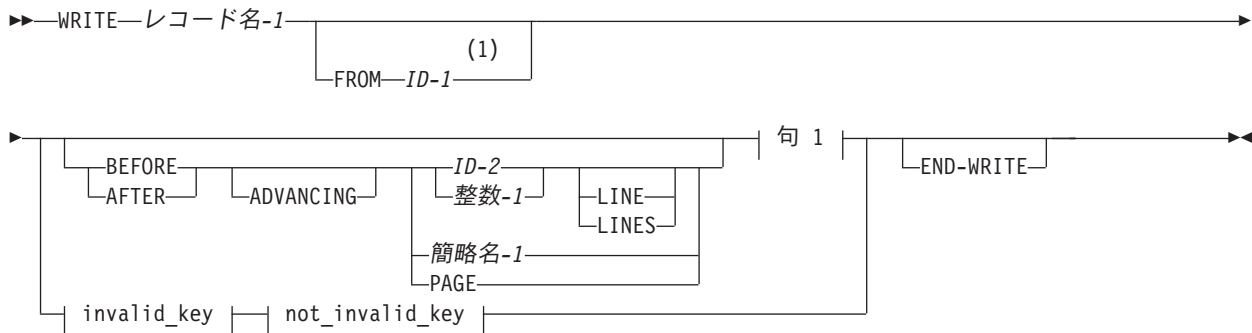 WRITE レコード名-1
(1)
FROM ID-1
句 1
BEFORE ID-2 END-WRITE
AFTER ADVANCING 整数-1 LINE
LINES
簡略名-1
PAGE
invalid_key not_invalid_key